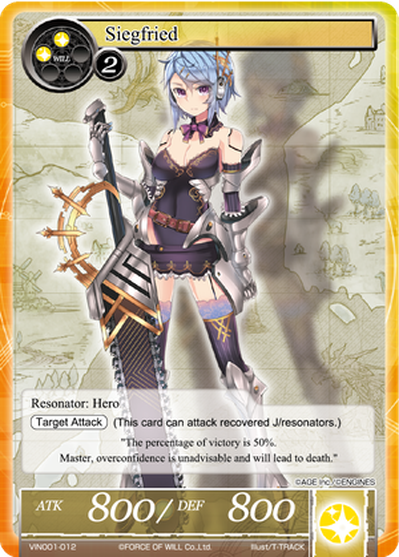 Siegfried
WILL
2
Resonator: Hero
Target Attack (This card can attack recovered J/resonators.)
"The percentage of victory is 50%.
Master, overconfidence is unadvisable and will lead to death."
©AGE Inc. /©ENGINES
ATK 800 / DEF 800
VIN001-012 ©FORCE OF WILL Co.,Ltd. Illust/T-TRACK